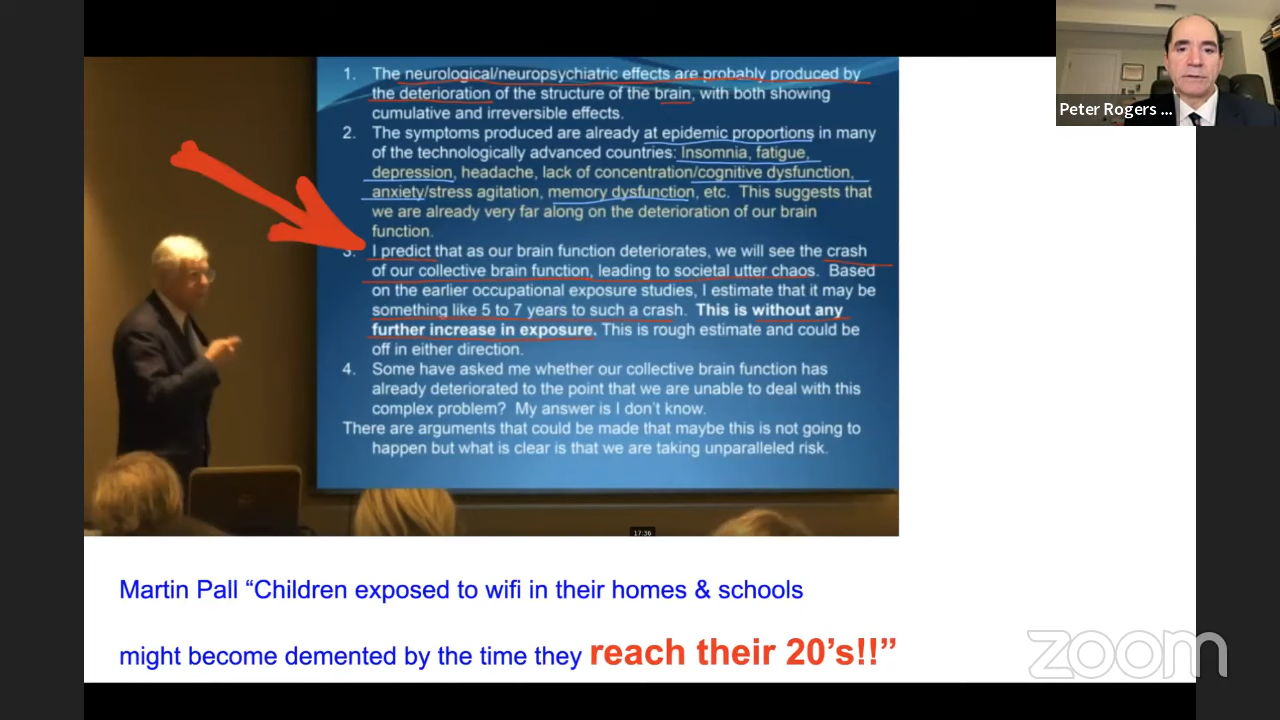 Peter Rogers ...
1. The neurological/neuropsychiatric effects are probably produced by
the deterioration of the structure of the brain, with both showing
cumulative and irreversible effects.
2. The symptoms produced are already at epidemic proportions in many
of the technologically advanced countries: Insomnia, fatigue,
depression, headache, lack of concentration/cognitive dysfunction,
anxiety/stress agitation, memory dysfunction, etc. This suggests that
we are already very far along on the deterioration of our brain
function.
3. I predict that as our brain function deteriorates, we will see the crash
of our collective brain function, leading to societal utter chaos. Based
on the earlier occupational exposure studies, I estimate that it may be
something like 5 to 7 years to such a crash. This is without any
further increase in exposure. This is rough estimate and could be
off in either direction.
4. Some have asked me whether our collective brain function has
already deteriorated to the point that we are unable to deal with this
complex problem? My answer is I don't know.
There are arguments that could be made that maybe this is not going to
happen but what is clear is that we are taking unparalleled risk.
17:36
Martin Pall “Children exposed to wifi in their homes & schools
might become demented by the time they reach their 20’s!!”
zoom